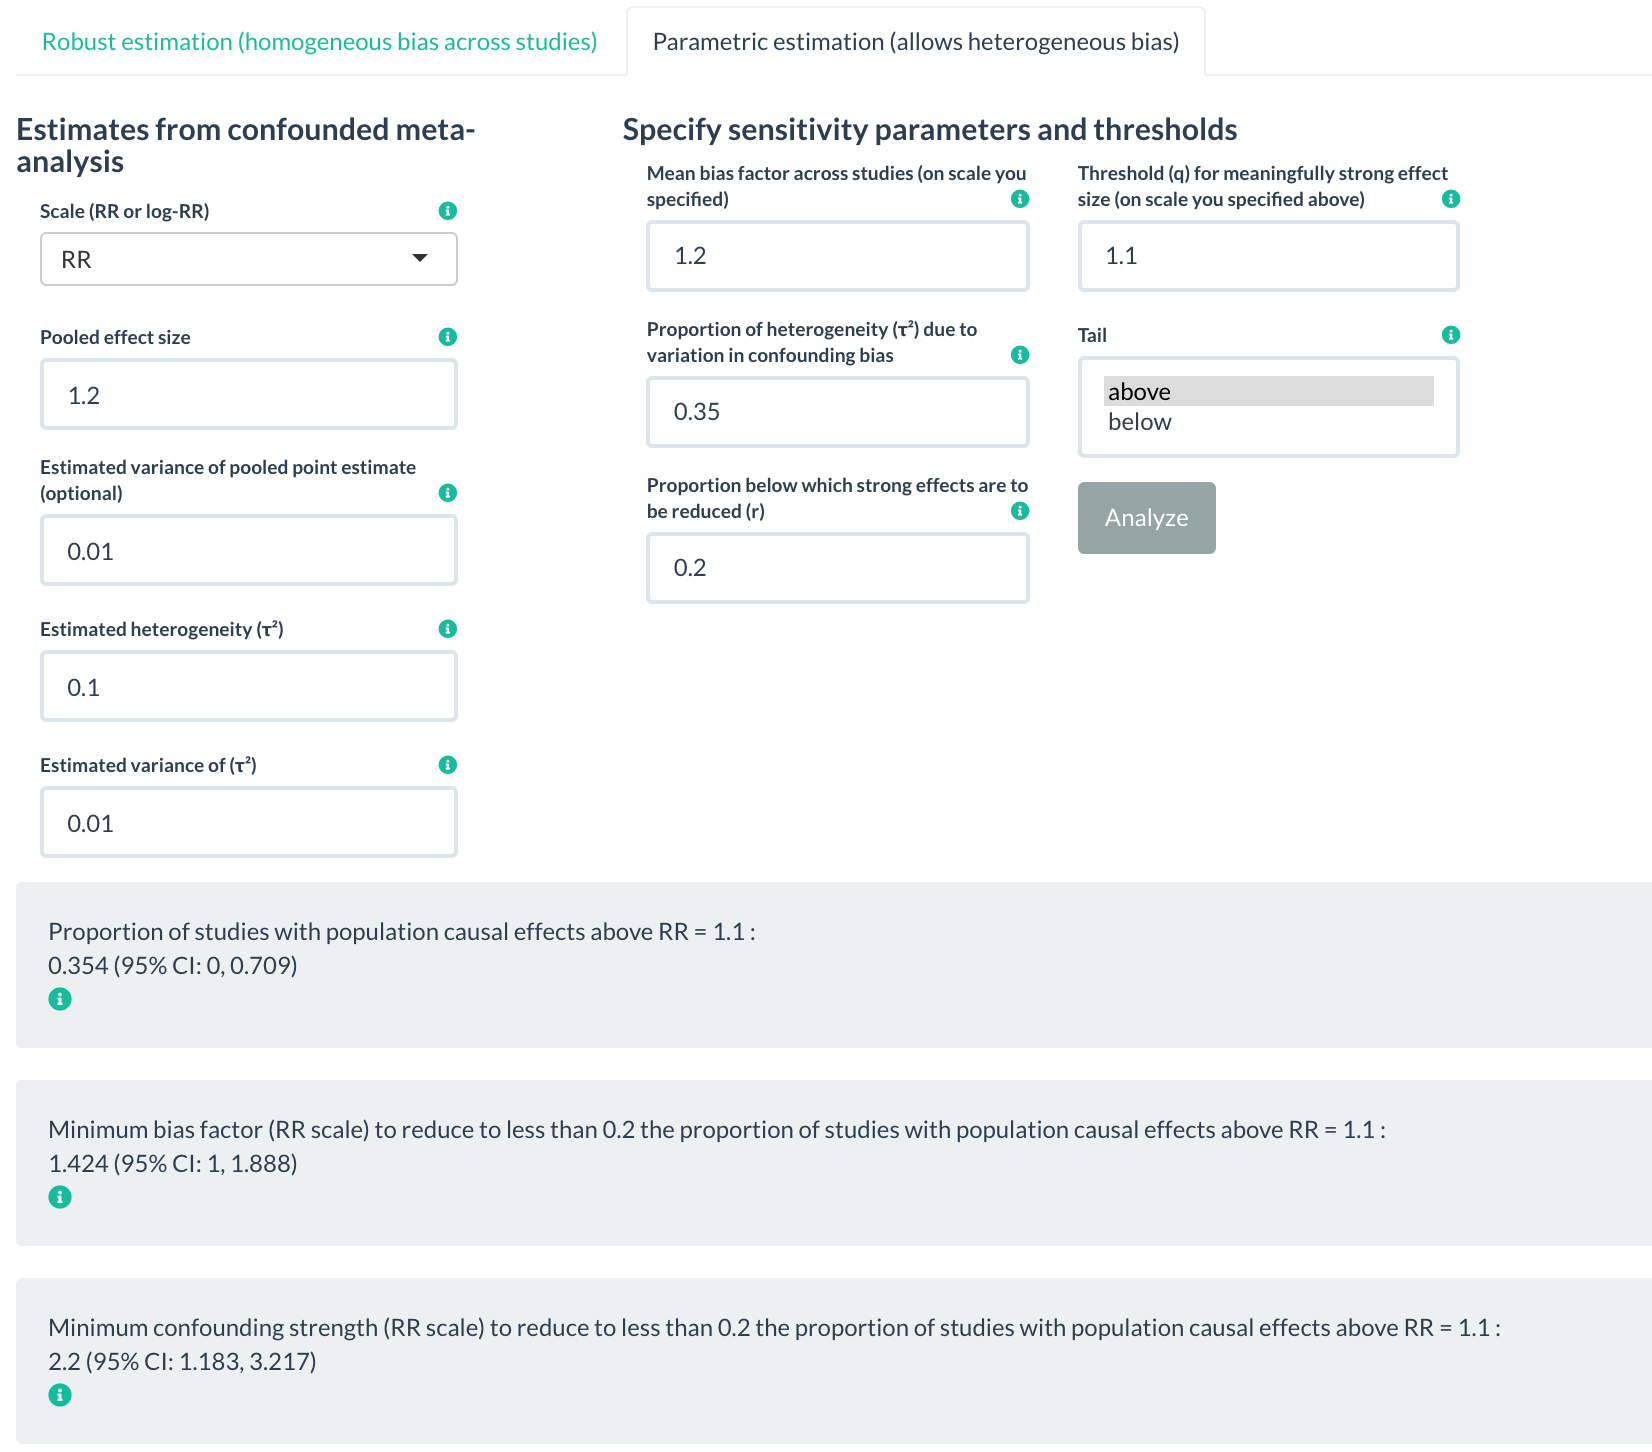 Robust estimation (homogeneous bias across studies)
Parametric estimation (allows heterogeneous bias)
Estimates from confounded meta-
analysis
Scale (RR or log-RR)
RR
Pooled effect size
1.2
Estimated variance of pooled point estimate
(optional)
0.01
Estimated heterogeneity (τ²)
0.1
Estimated variance of (τ²)
0.01
Specify sensitivity parameters and thresholds
Mean bias factor across studies (on scale you
specified)
1.2
Proportion of heterogeneity (τ²) due to
variation in confounding bias
0.35
Proportion below which strong effects are to
be reduced (r)
0.2
Threshold (q) for meaningfully strong effect
size (on scale you specified above)
1.1
Tail
above
below
Analyze
Proportion of studies with population causal effects above RR = 1.1 :
0.354 (95% CI: 0, 0.709)
Minimum bias factor (RR scale) to reduce to less than 0.2 the proportion of studies with population causal effects above RR = 1.1 :
1.424 (95% CI: 1, 1.888)
Minimum confounding strength (RR scale) to reduce to less than 0.2 the proportion of studies with population causal effects above RR = 1.1 :
2.2 (95% CI: 1.183, 3.217)